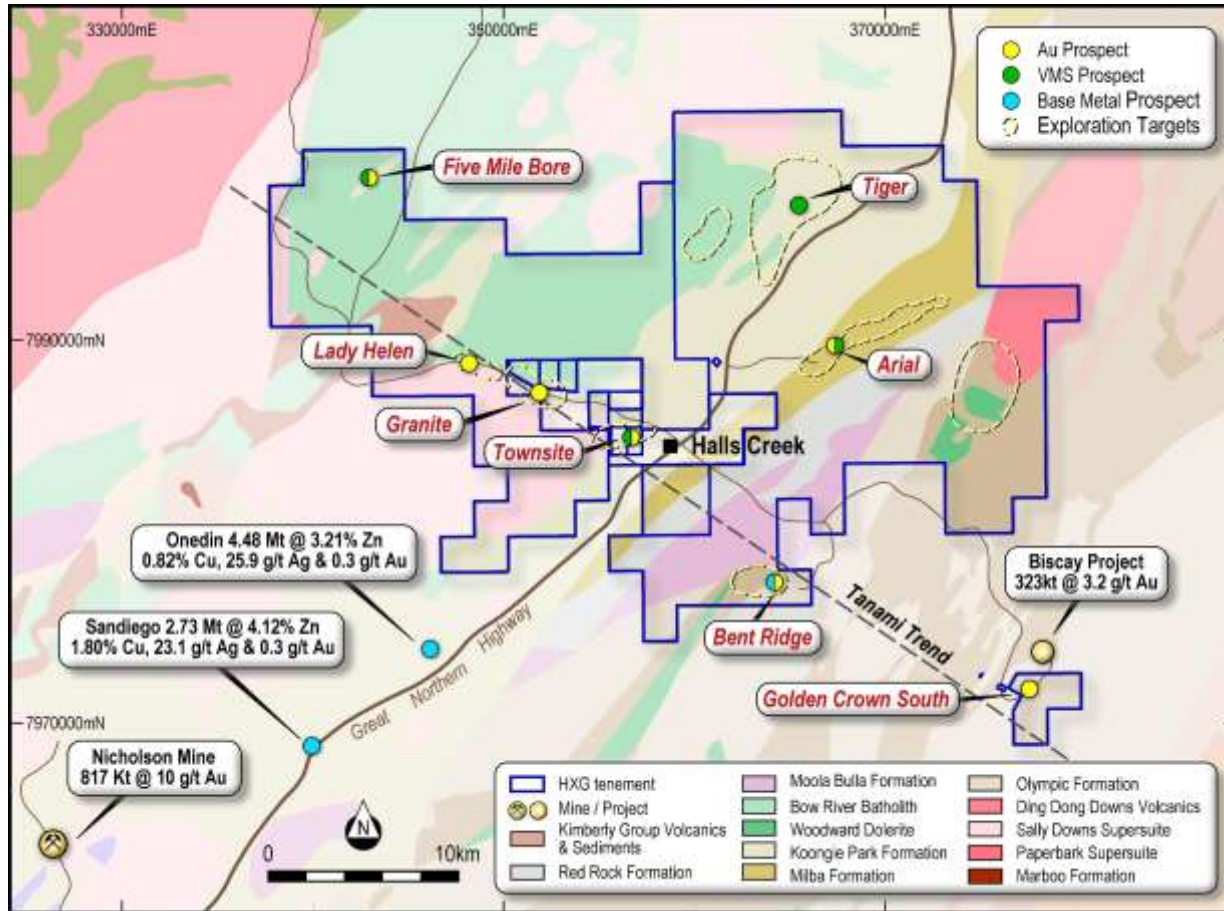 330000mE
350000mE
370000mE
Au Prospect
VMS Prospect
Base Metal Prospect
Exploration Targets
Five Mile Bore
Tiger
7990000mN
Lady Helen
Arial
Granite
Townsite
Halls Creek
Onedin 4.48 Mt @ 3.21% Zn
0.82% Cu, 25.9 g/t Ag & 0.3 g/t Au
Biscay Project
323kt @ 3.2 g/t Au
Sandiego 2.73 Mt @ 4.12% Zn
1.80% Cu, 23.1 g/t Ag & 0.3 g/t Au
Bent Ridge
Tanami Trend
Great Northern Highway
Golden Crown South
7970000mN
Nicholson Mine
817 Kt @ 10 g/t Au
N
0 10km
HXG tenement
Mine / Project
Kimberly Group Volcanics
& Sediments
Red Rock Formation
Moola Bulla Formation
Bow River Batholith
Woodward Dolerite
Koongie Park Formation
Milba Formation
Olympic Formation
Ding Dong Downs Volcanics
Sally Downs Supersuite
Paperbark Supersuite
Marboo Formation